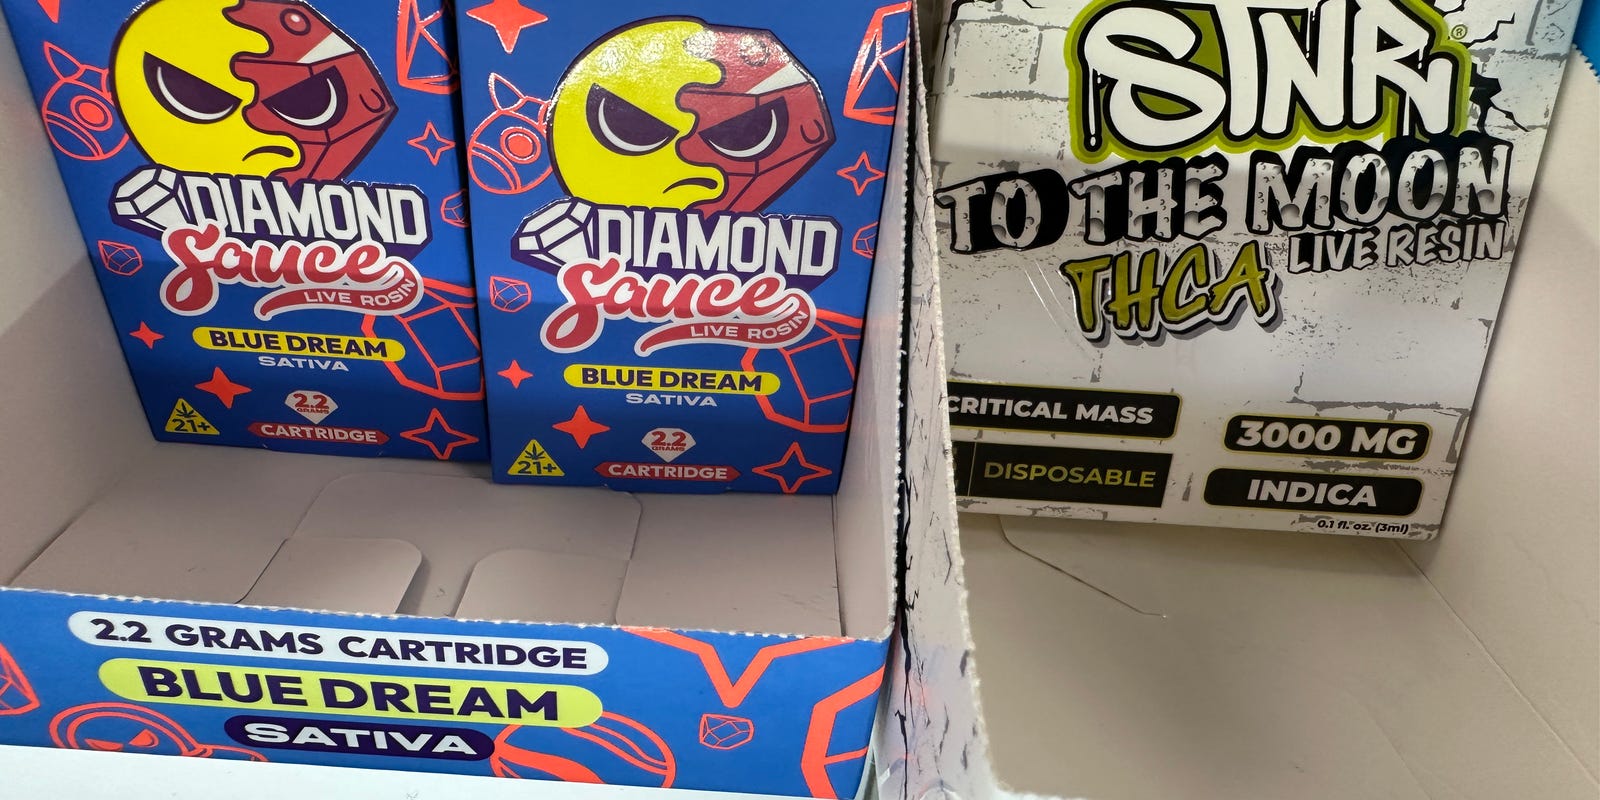 DIAMOND
Sauce
LIVE ROSIN
BLUE DREAM
SATIVA
2.2
GRAMS
21+
CARTRIDGE
DIAMOND
Sauce
LIVE ROSIN
BLUE DREAM
SATIVA
2.2
GRAMS
21+
CARTRIDGE
2.2 GRAMS CARTRIDGE
BLUE DREAM
SATIVA
STNR®
TO THE MOON
LIVE RESIN
THCA
CRITICAL MASS
3000 MG
DISPOSABLE
INDICA
0.1 fl. oz. (3ml)